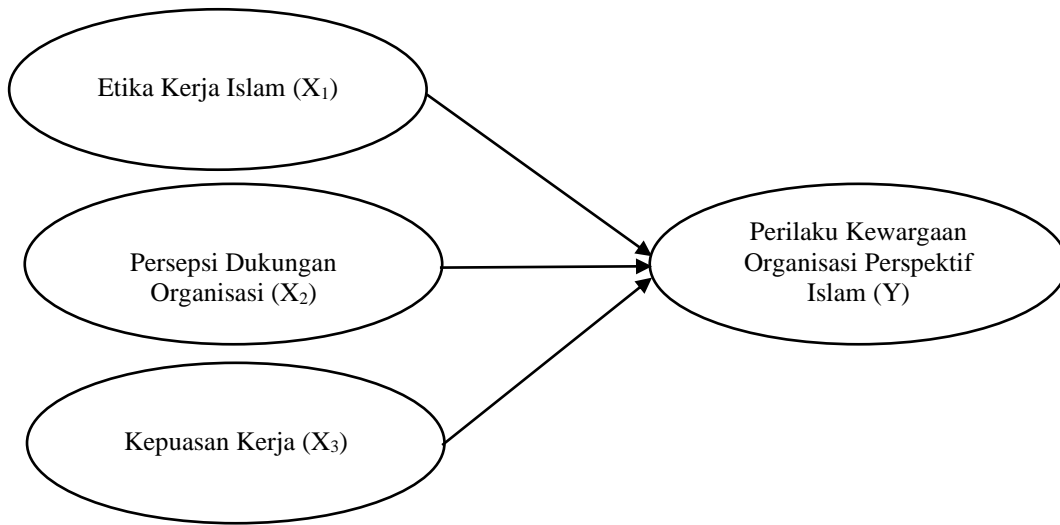 Etika Kerja Islam (X₁)
Persepsi Dukungan
Organisasi (X₂)
Kepuasan Kerja (X₃)
Perilaku Kewargaan
Organisasi Perspektif
Islam (Y)